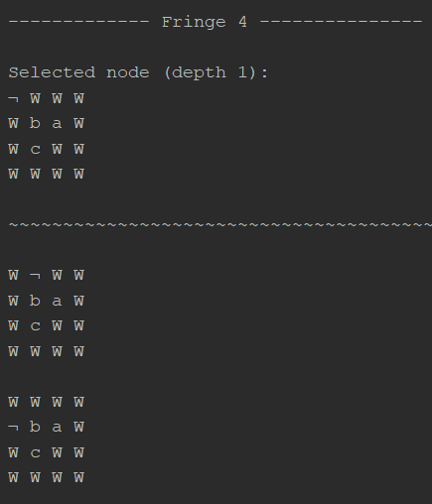 ------------- Fringe 4 ---------------
Selected node (depth 1):
¬ W W W
W b a W
W c W W
W W W W
~~~~~~~~~~~~~~~~~~~~~~~~~~~~~~~~~~~~~~~
W ¬ W W
W b a W
W c W W
W W W W
W W W W
¬ b a W
W c W W
W W W W